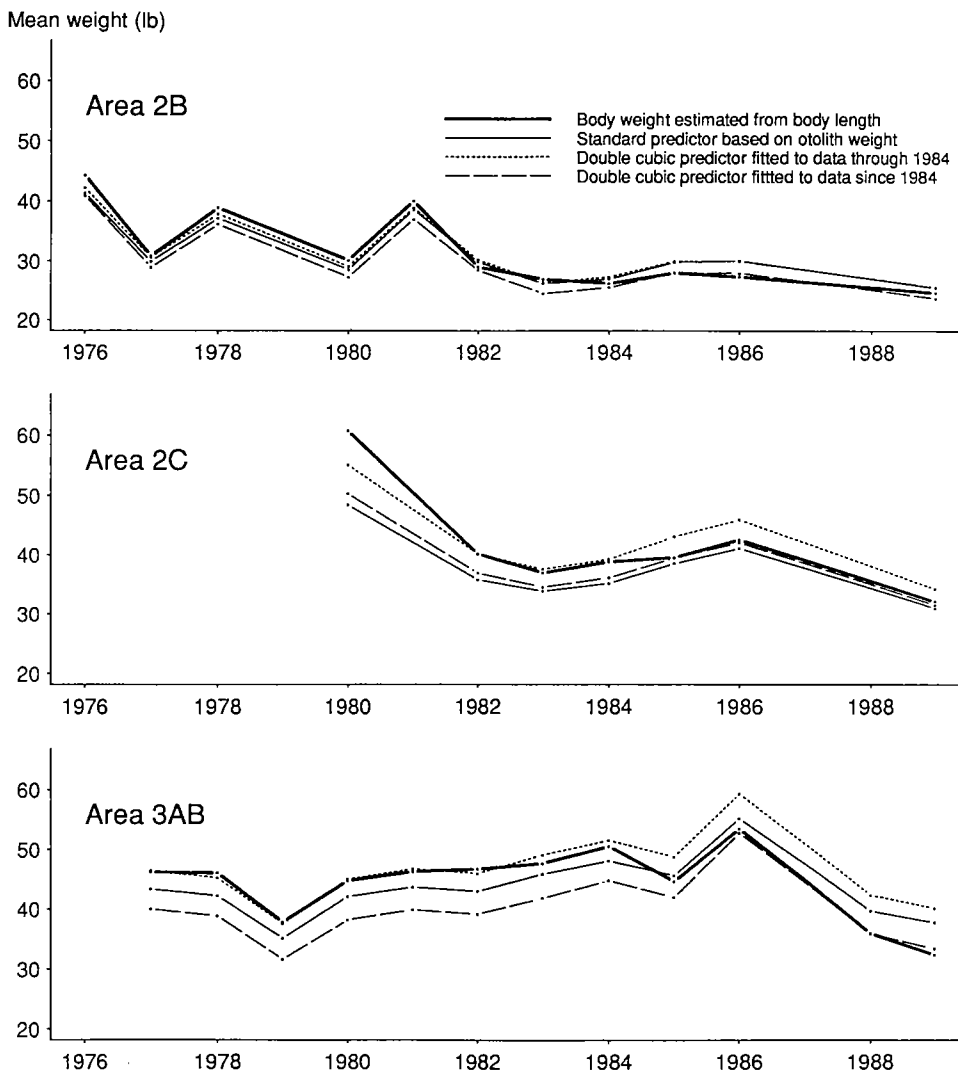 Mean weight (lb)
60
Area 2B
Body weight estimated from body length
50
Standard predictor based on otolith weight
Double cubic predictor fitted to data through 1984
Double cubic predictor fittted to data since 1984
40
30
20
1976 1978 1980 1982 1984 1986 1988
60
Area 2C
50
40
30
20
1976 1978 1980 1982 1984 1986 1988
60
Area 3AB
50
40
30
20
1976 1978 1980 1982 1984 1986 1988